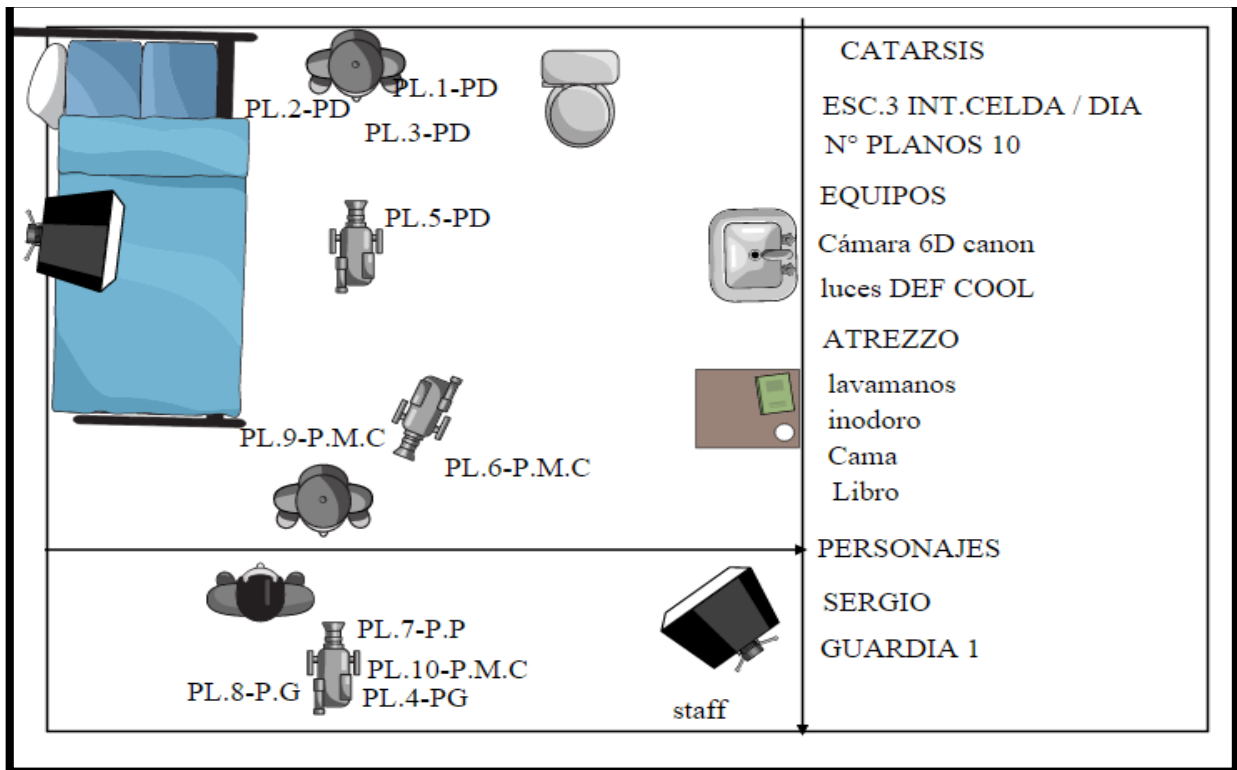 PL.1-PD
PL.2-PD
PL.3-PD
PL.5-PD
PL.9-P.M.C
PL.6-P.M.C
PL.7-P.P
PL.10-P.M.C
PL.8-P.G
PL.4-PG
staff
CATARSIS
ESC.3 INT.CELDA / DIA
N° PLANOS 10
EQUIPOS
Cámara 6D canon
luces DEF COOL
ATREZZO
lavamanos
inodoro
Cama
Libro
PERSONAJES
SERGIO
GUARDIA 1